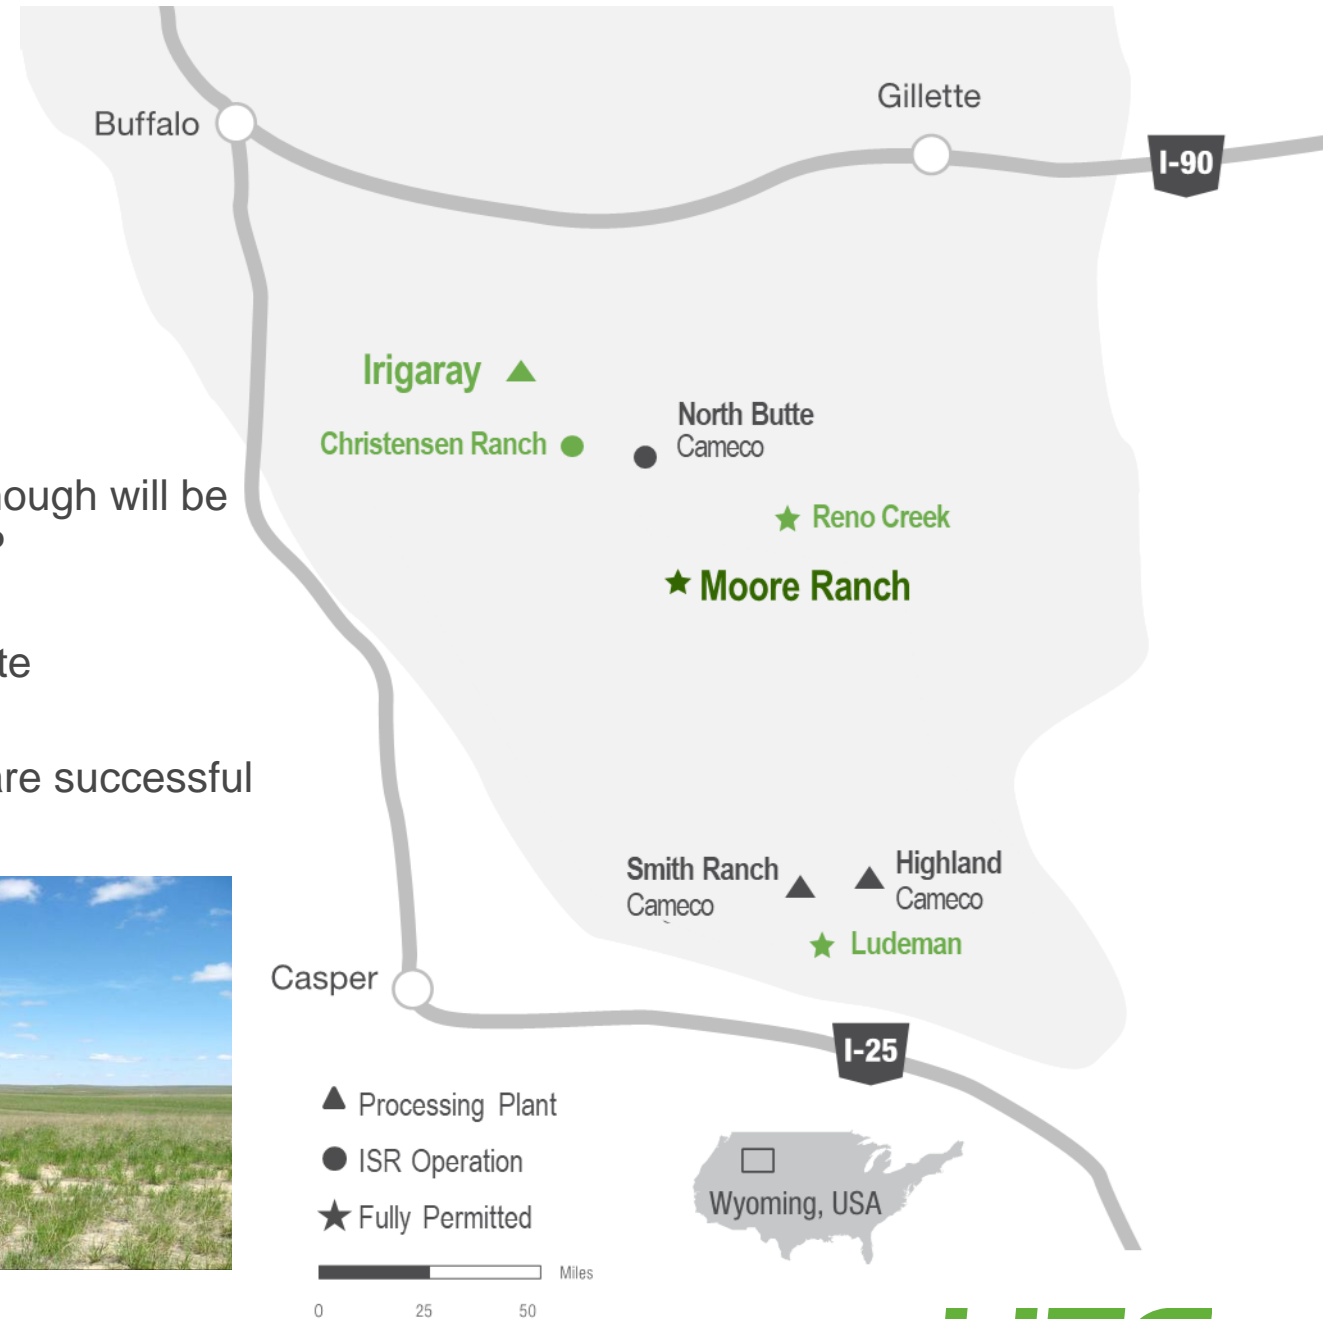 Gillette
Buffalo
I-90
Irigaray
North Butte
Christensen Ranch
Cameco
ough will be
Reno Creek
Moore Ranch
te
are successful
Smith Ranch
Highland
Cameco
Cameco
Ludeman
Casper
I-25
Processing Plant
ISR Operation
Fully Permitted
Wyoming, USA
Miles
0 25 50